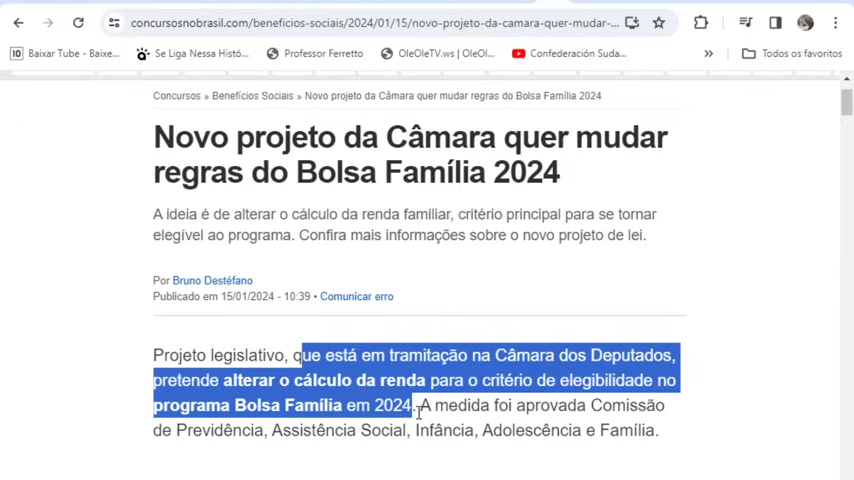 concursosnobrasil.com/beneficios-sociais/2024/01/15/novo-projeto-da-camara-quer-mudar-...
10 Baixar Tube - Baixe...
Se Liga Nessa Histó...
Professor Ferretto
OleOleTV.ws | OleOl...
Confederación Suda...
»
Todos os favoritos
Concursos » Benefícios Sociais » Novo projeto da Câmara quer mudar regras do Bolsa Família 2024
Novo projeto da Câmara quer mudar
regras do Bolsa Família 2024
A ideia é de alterar o cálculo da renda familiar, critério principal para se tornar
elegível ao programa. Confira mais informações sobre o novo projeto de lei.
Por Bruno Destéfano
Publicado em 15/01/2024 - 10:39 • Comunicar erro
Projeto legislativo, que está em tramitação na Câmara dos Deputados,
pretende alterar o cálculo da renda para o critério de elegibilidade no
programa Bolsa Família em 2024. A medida foi aprovada Comissão
de Previdência, Assistência Social, Infância, Adolescência e Família.